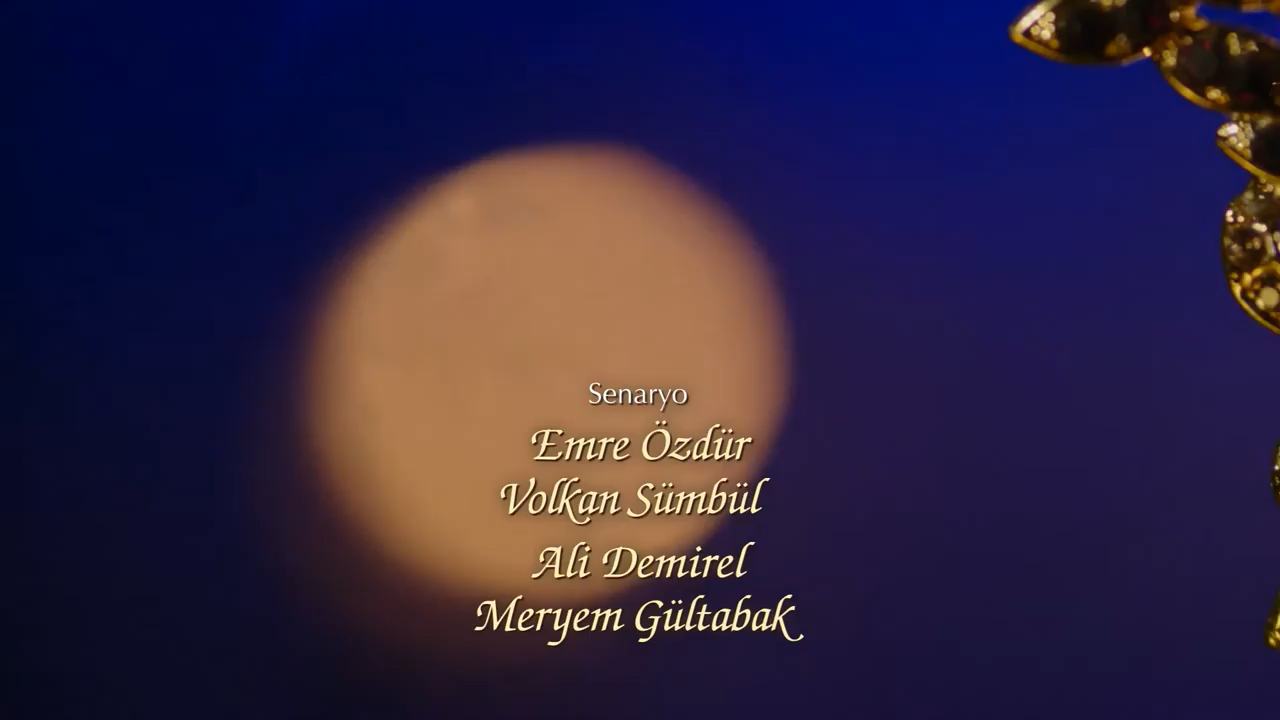 Senaryo
Emre Özdür
Volkan Sümbül
Ali Demirel
Meryem Gültabak